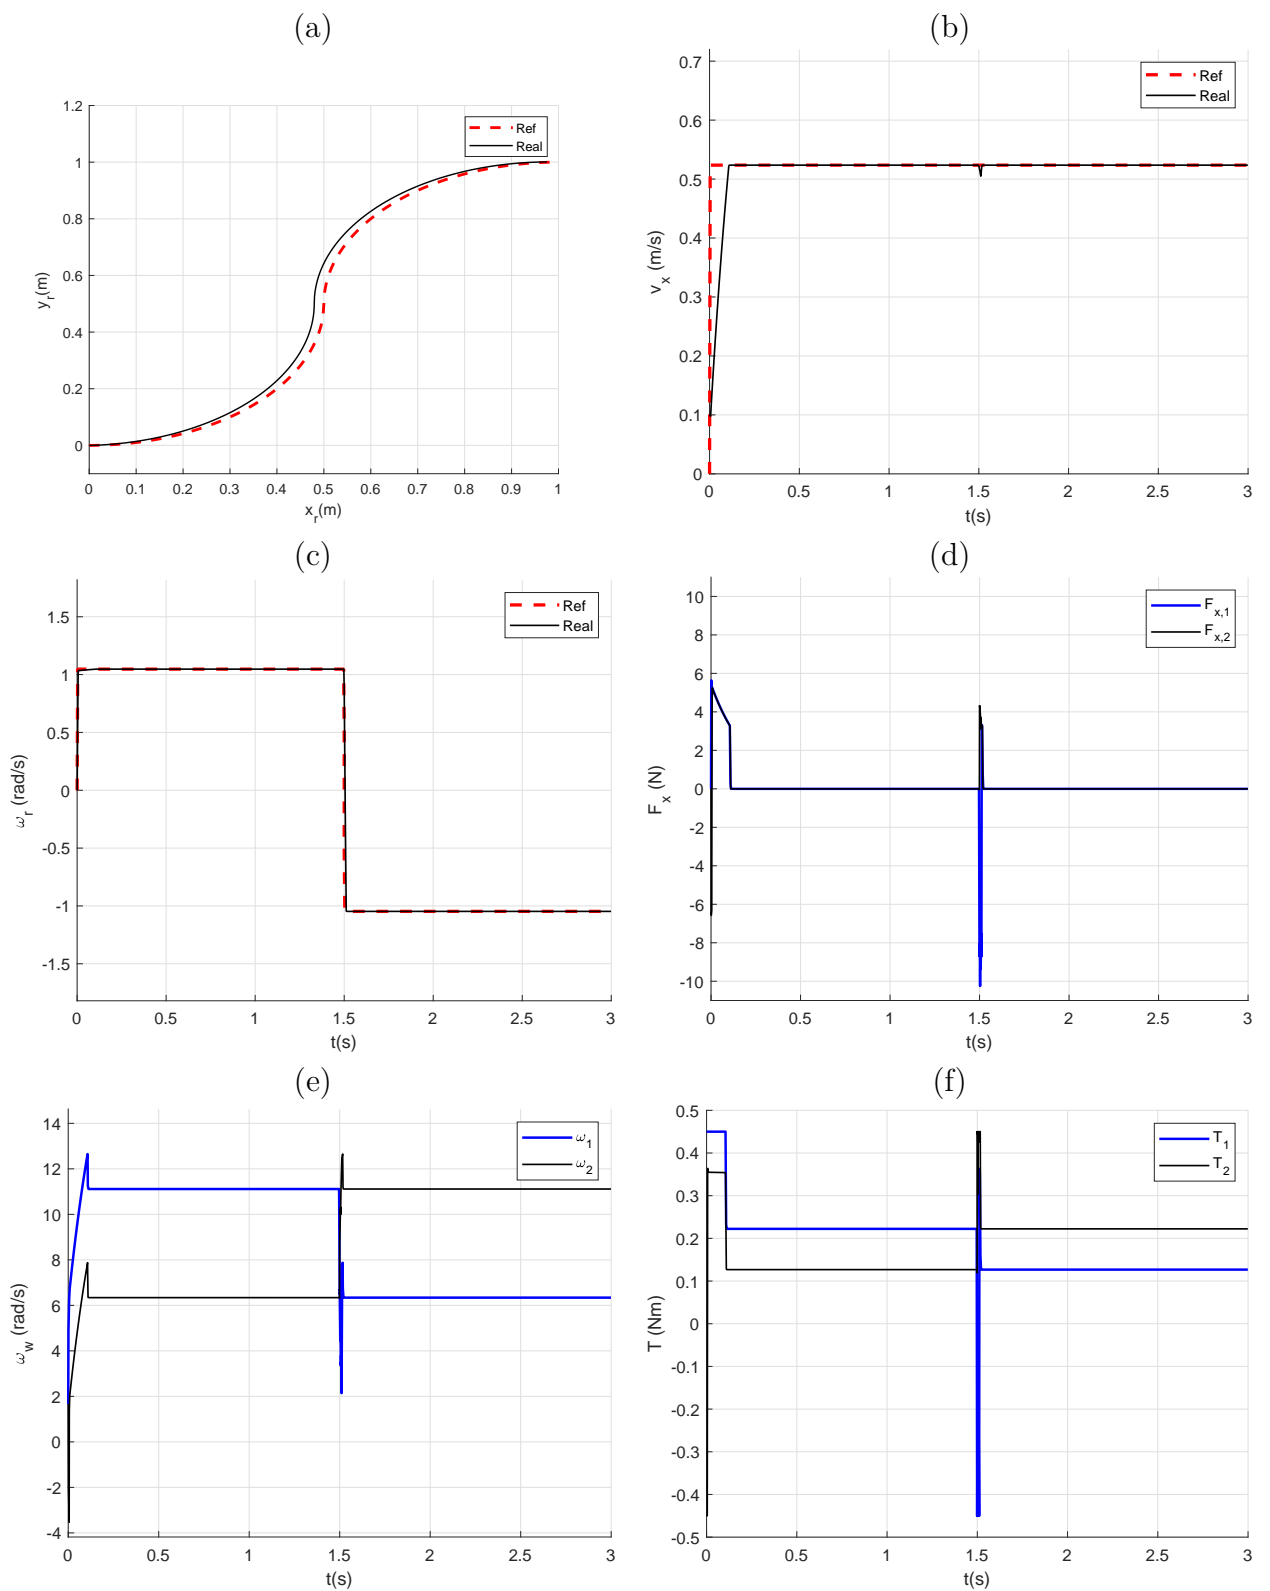 (a)
1.2
1
0.8
0.6
0.4
0.2
0
0 0.1 0.2 0.3 0.4 0.5 0.6 0.7 0.8 0.9 1
y_r(m)
x_r(m)
Ref
Real
(b)
0.7
0.6
0.5
0.4
0.3
0.2
0.1
0
0 0.5 1 1.5 2 2.5 3
v_x (m/s)
t(s)
Ref
Real
(c)
1.5
1
0.5
0
-0.5
-1
-1.5
0 0.5 1 1.5 2 2.5 3
ω_r (rad/s)
t(s)
Ref
Real
(d)
10
8
6
4
2
0
-2
-4
-6
-8
-10
0 0.5 1 1.5 2 2.5 3
F_x (N)
t(s)
F_x,1
F_x,2
(e)
14
12
10
8
6
4
2
0
-2
-4
0 0.5 1 1.5 2 2.5 3
ω_w (rad/s)
t(s)
ω_1
ω_2
(f)
0.5
0.4
0.3
0.2
0.1
0
-0.1
-0.2
-0.3
-0.4
-0.5
0 0.5 1 1.5 2 2.5 3
T (Nm)
t(s)
T_1
T_2